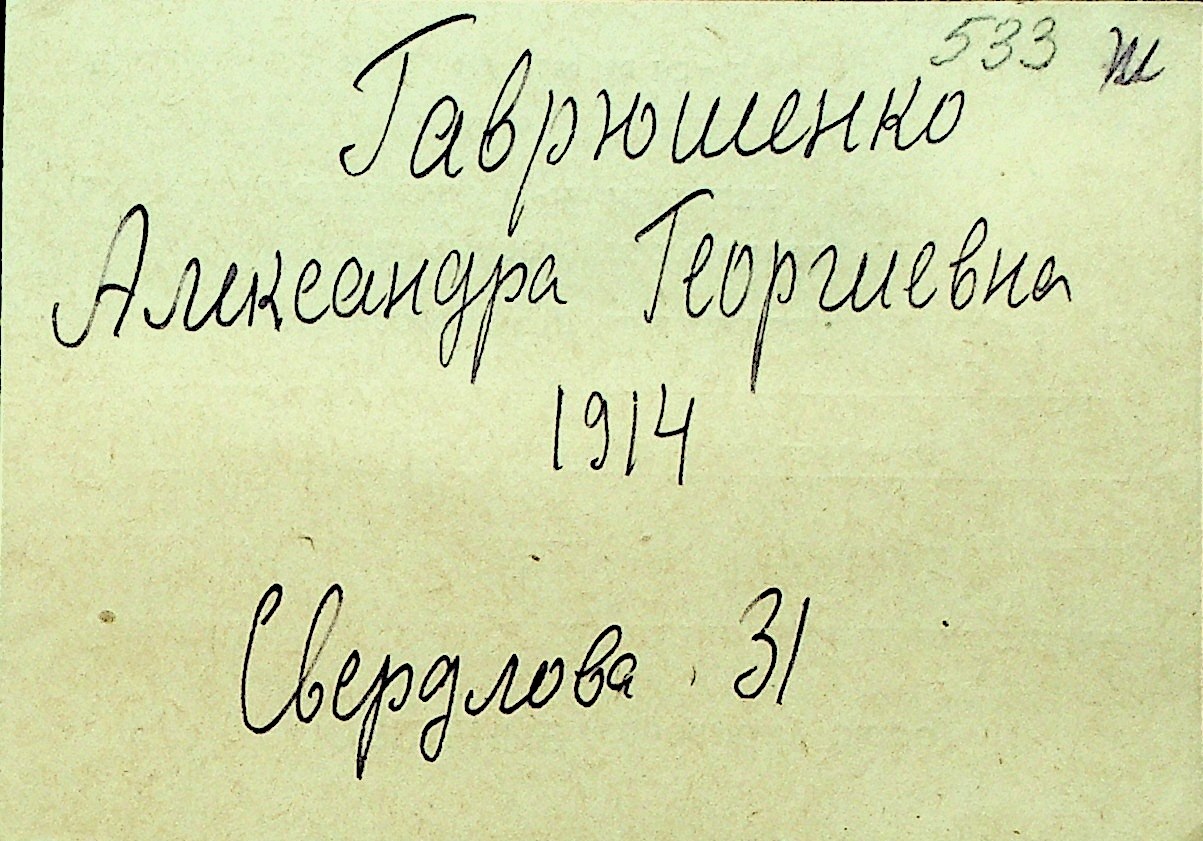 533
Гаврюшенко
Александра Георгиевна
1914
Свердлова 31